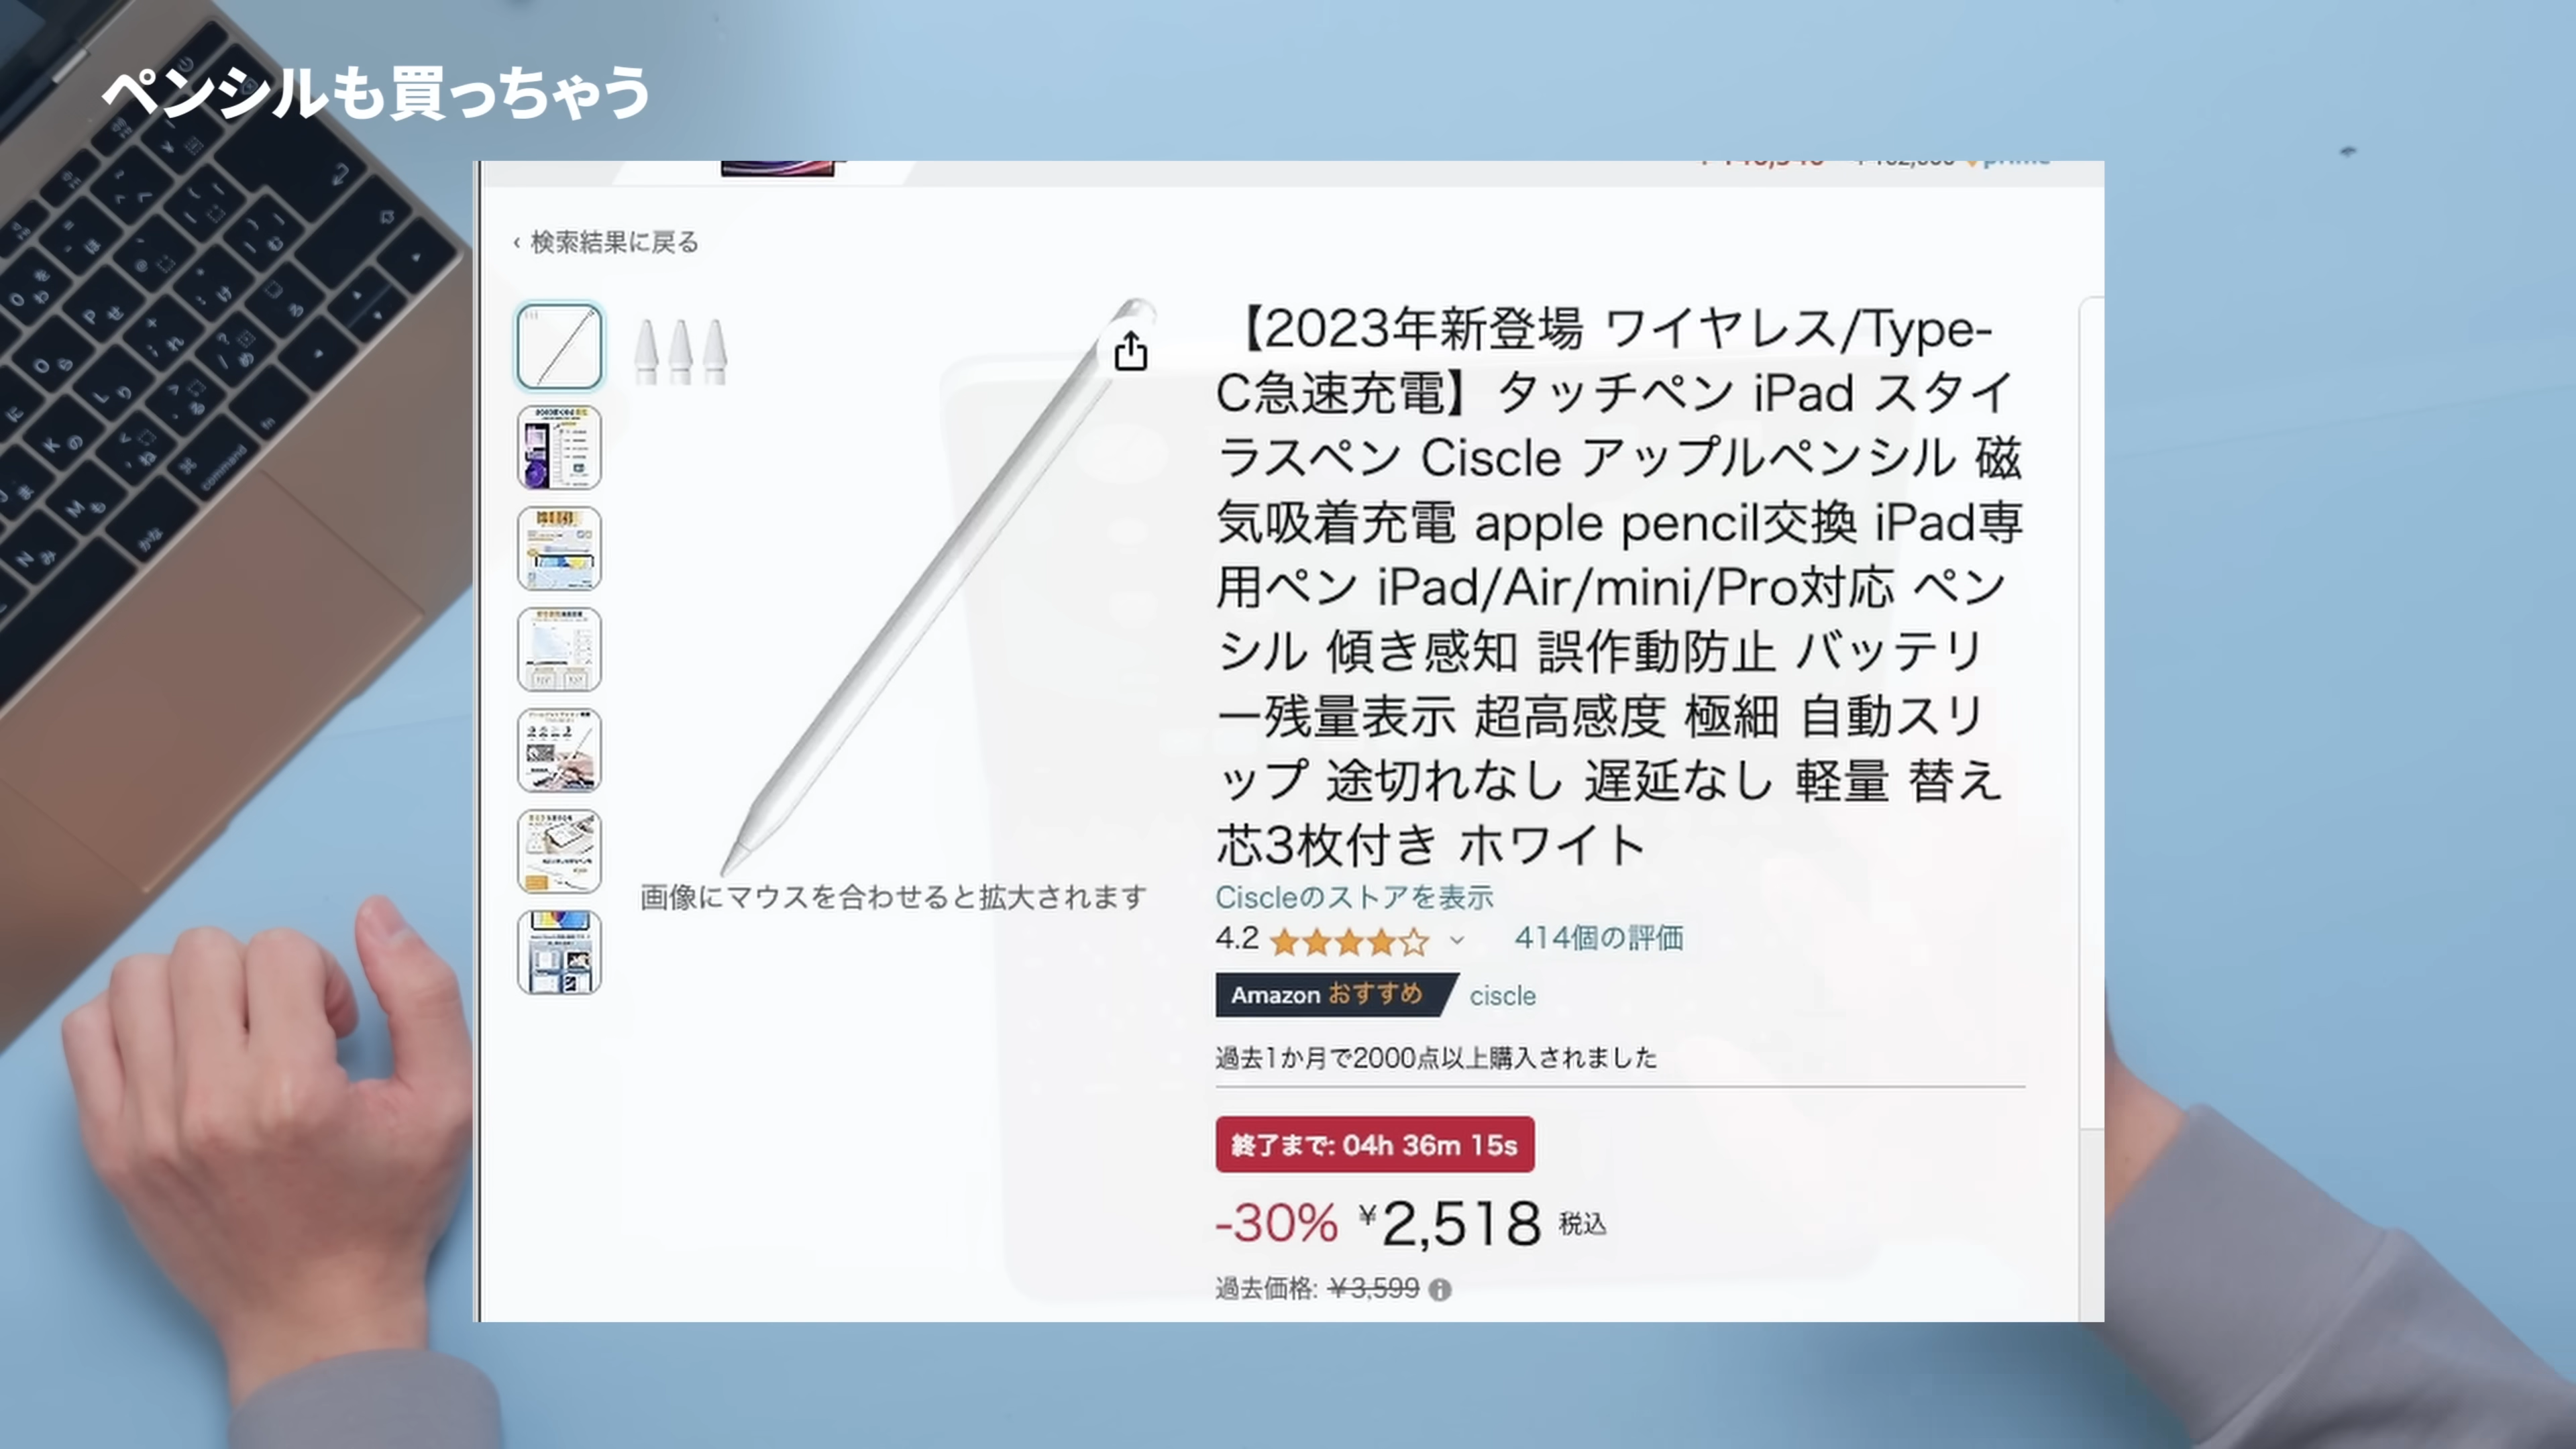 ペンシルも買っちゃう
‹ 検索結果に戻る
【2023年新登場 ワイヤレス/Type-
C急速充電】タッチペン iPad スタイ
ラスペン Ciscle アップルペンシル 磁
気吸着充電 apple pencil交換 iPad専
用ペン iPad/Air/mini/Pro対応 ペン
シル 傾き感知 誤作動防止 バッテリ
ー残量表示 超高感度 極細 自動スリ
ップ 途切れなし 遅延なし 軽量 替え
芯3枚付き ホワイト
画像にマウスを合わせると拡大されます
Ciscleのストアを表示
4.2 414個の評価
Amazon おすすめ ciscle
過去1か月で2000点以上購入されました
終了まで: 04h 36m 15s
-30% ¥2,518 税込
過去価格: ¥3,599
command
かな
fn